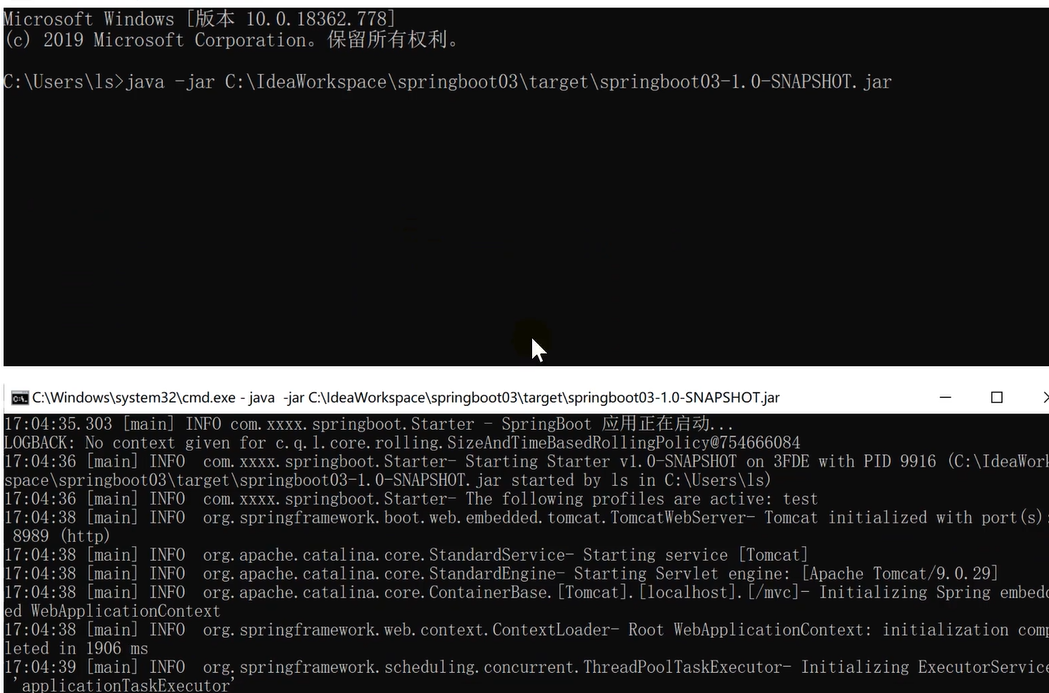 Microsoft Windows [版本 10.0.18362.778]
(c) 2019 Microsoft Corporation。保留所有权利。
C:\Users\ls>java -jar C:\IdeaWorkspace\springboot03\target\springboot03-1.0-SNAPSHOT.jar
C:\Windows\system32\cmd.exe - java  -jar C:\IdeaWorkspace\springboot03\target\springboot03-1.0-SNAPSHOT.jar
17:04:35.303 [main] INFO com.xxxx.springboot.Starter - SpringBoot 应用正在启动...
LOGBACK: No context given for c.q.l.core.rolling.SizeAndTimeBasedRollingPolicy@754666084
17:04:36 [main] INFO  com.xxxx.springboot.Starter- Starting Starter v1.0-SNAPSHOT on 3FDE with PID 9916 (C:\IdeaWork
space\springboot03\target\springboot03-1.0-SNAPSHOT.jar started by ls in C:\Users\ls)
17:04:36 [main] INFO  com.xxxx.springboot.Starter- The following profiles are active: test
17:04:38 [main] INFO  org.springframework.boot.web.embedded.tomcat.TomcatWebServer- Tomcat initialized with port(s):
8989 (http)
17:04:38 [main] INFO  org.apache.catalina.core.StandardService- Starting service [Tomcat]
17:04:38 [main] INFO  org.apache.catalina.core.StandardEngine- Starting Servlet engine: [Apache Tomcat/9.0.29]
17:04:38 [main] INFO  org.apache.catalina.core.ContainerBase.[Tomcat].[localhost].[/mvc]- Initializing Spring embedd
ed WebApplicationContext
17:04:38 [main] INFO  org.springframework.web.context.ContextLoader- Root WebApplicationContext: initialization comp
leted in 1906 ms
17:04:39 [main] INFO  org.springframework.scheduling.concurrent.ThreadPoolTaskExecutor- Initializing ExecutorService
'applicationTaskExecutor'